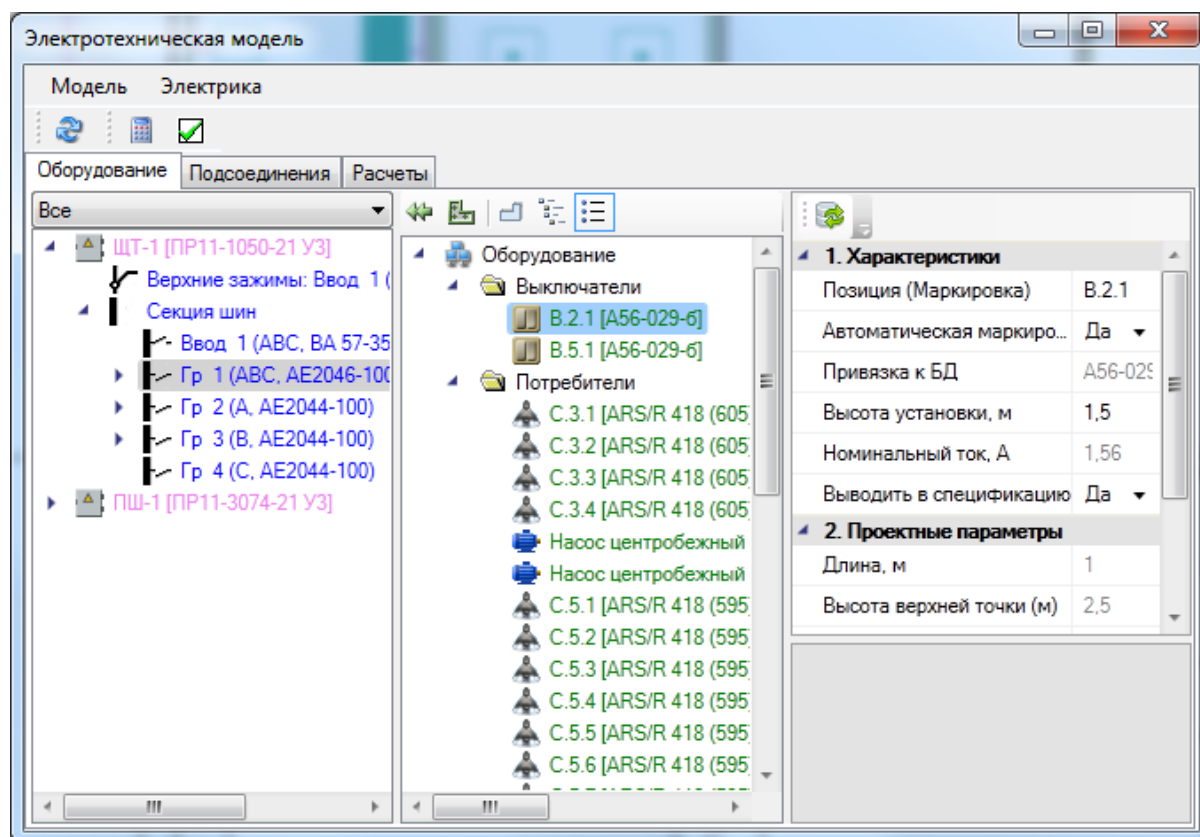 Электротехническая модель
Модель Электрика
Оборудование Подсоединения Расчеты
Все
ЩТ-1 [ПР11-1050-21 У3]
Верхние зажимы: Ввод 1 (
Секция шин
Ввод 1 (ABC, ВА 57-35
Гр 1 (ABC, АЕ2046-100
Гр 2 (A, АЕ2044-100)
Гр 3 (B, АЕ2044-100)
Гр 4 (C, АЕ2044-100)
ПШ-1 [ПР11-3074-21 У3]
Оборудование
Выключатели
В.2.1 [А56-029-б]
В.5.1 [А56-029-б]
Потребители
С.3.1 [ARS/R 418 (605)
С.3.2 [ARS/R 418 (605)
С.3.3 [ARS/R 418 (605)
С.3.4 [ARS/R 418 (605)
Насос центробежный
Насос центробежный
С.5.1 [ARS/R 418 (595)
С.5.2 [ARS/R 418 (595)
С.5.3 [ARS/R 418 (595)
С.5.4 [ARS/R 418 (595)
С.5.5 [ARS/R 418 (595)
С.5.6 [ARS/R 418 (595)
1. Характеристики
Позиция (Маркировка) В.2.1
Автоматическая маркиро... Да
Привязка к БД А56-029
Высота установки, м 1,5
Номинальный ток, А 1,56
Выводить в спецификацию Да
2. Проектные параметры
Длина, м 1
Высота верхней точки (м) 2,5